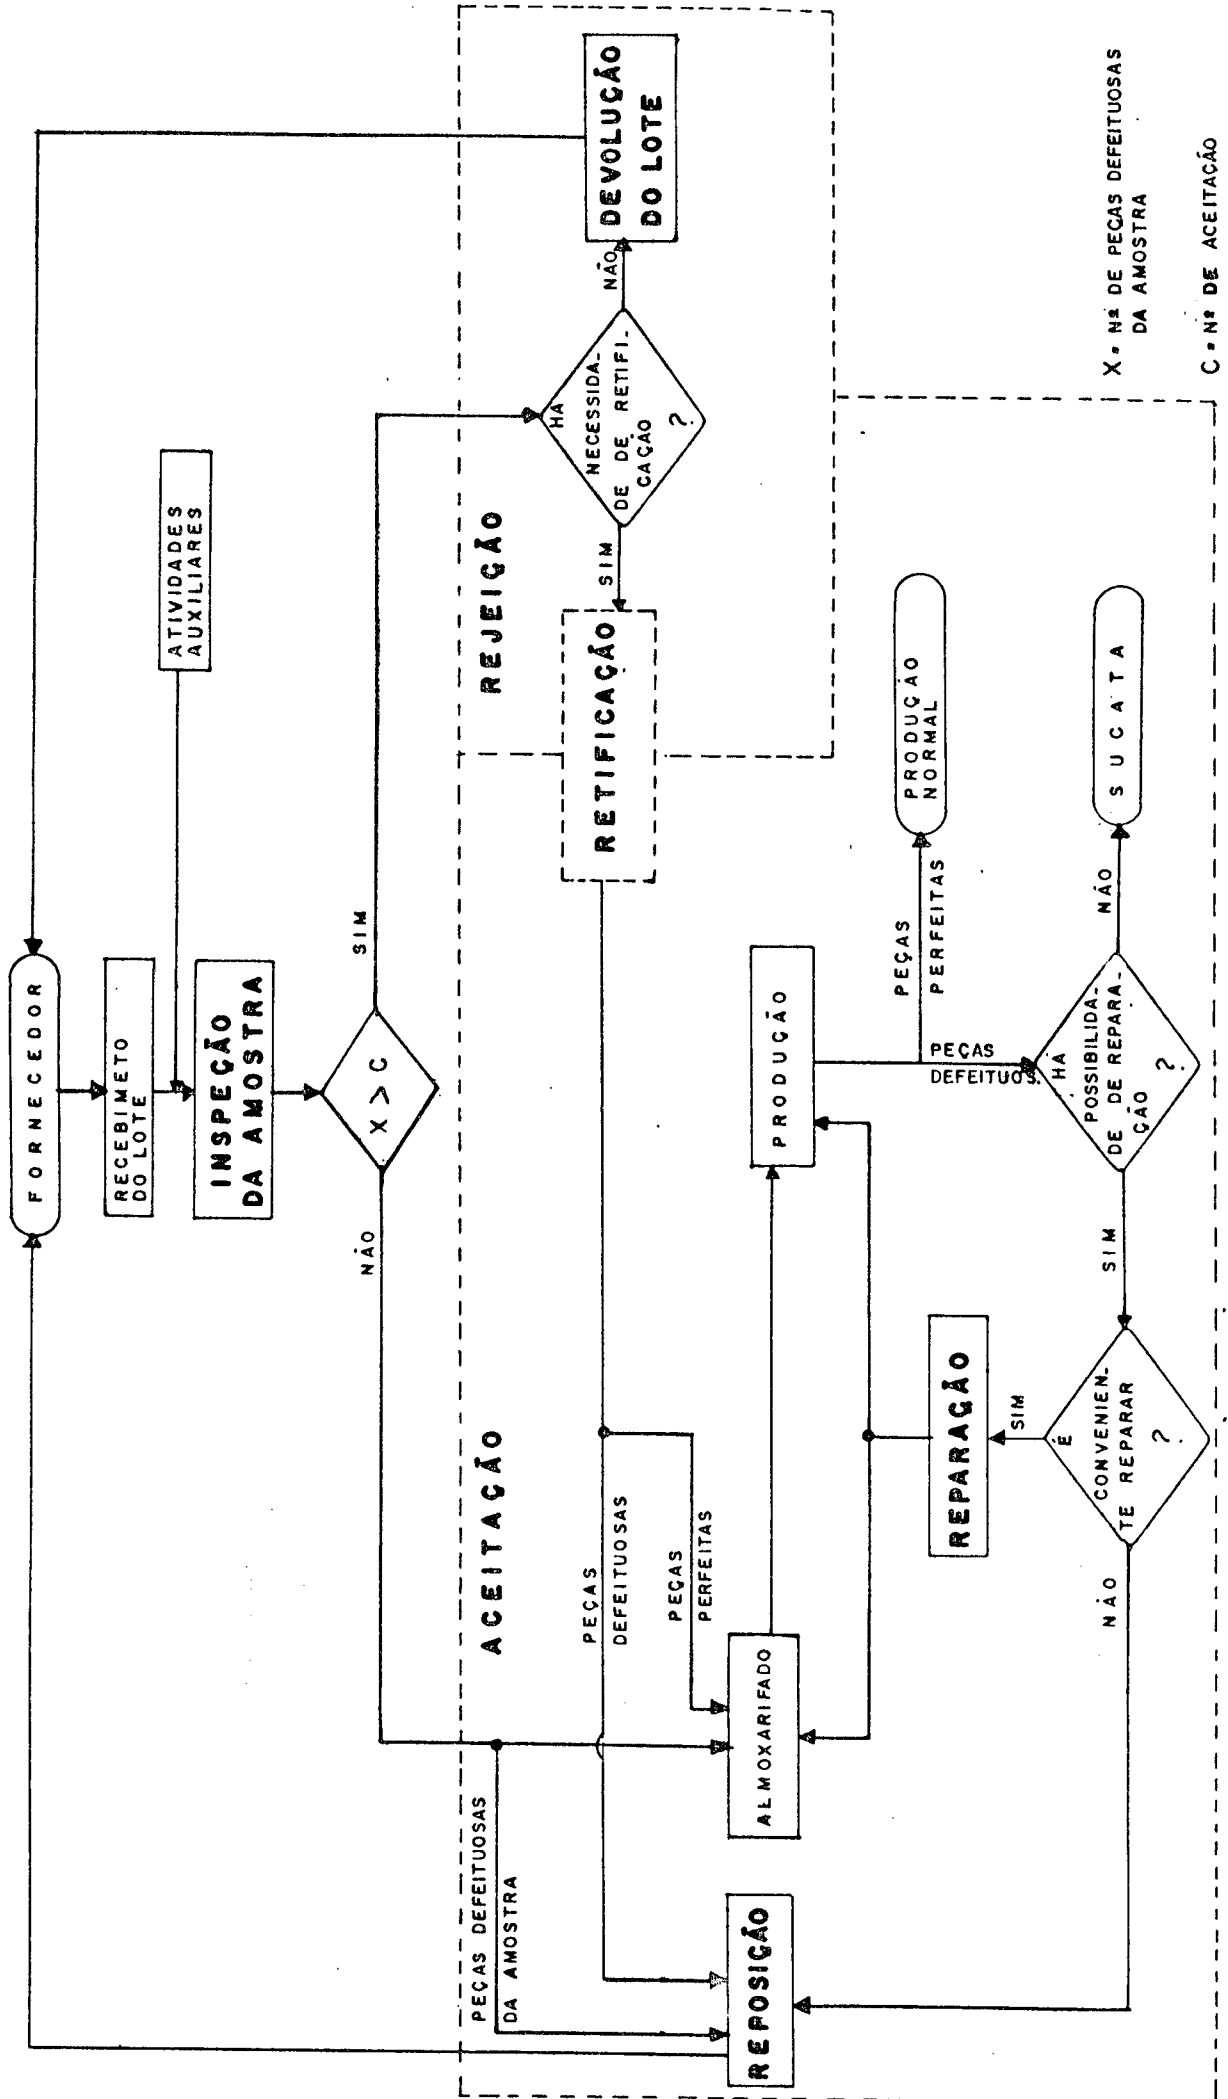 FORNECEDOR
RECEBIMETO
DO LOTE
ATIVIDADES
AUXILIARES
INSPEÇÃO
DA AMOSTRA
X > C
NÃO
SIM
PEÇAS DEFEITUOSAS
DA AMOSTRA
ACEITAÇÃO
REJEIÇÃO
HÁ
NECESSIDA-
DE DE RETIFI-
CAÇÃO
?
SIM
NÃO
RETIFICAÇÃO
DEVOLUÇÃO
DO LOTE
PEÇAS
DEFEITUOSAS
PEÇAS
PERFEITAS
REPOSIÇÃO
ALMOXARIFADO
PRODUÇÃO
PEÇAS
PERFEITAS
PRODUÇÃO
NORMAL
PEÇAS
DEFEITUOS.
REPARAÇÃO
SIM
É
CONVENIEN-
TE REPARAR
?
NÃO
SIM
HÁ
POSSIBILIDA-
DE DE REPARA-
ÇÃO
?
NÃO
SUCATA
X = Nº DE PEÇAS DEFEITUOSAS
DA AMOSTRA
C = Nº DE ACEITAÇÃO